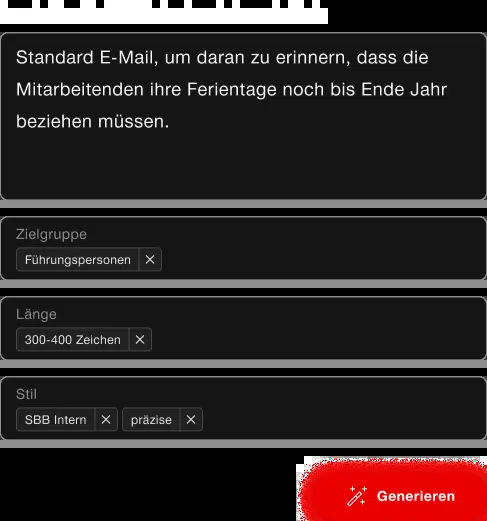 Standard E-Mail, um daran zu erinnern, dass die
Mitarbeitenden ihre Ferientage noch bis Ende Jahr
beziehen müssen.
Zielgruppe
Führungspersonen
Länge
300-400 Zeichen
Stil
SBB Intern präzise
Generieren